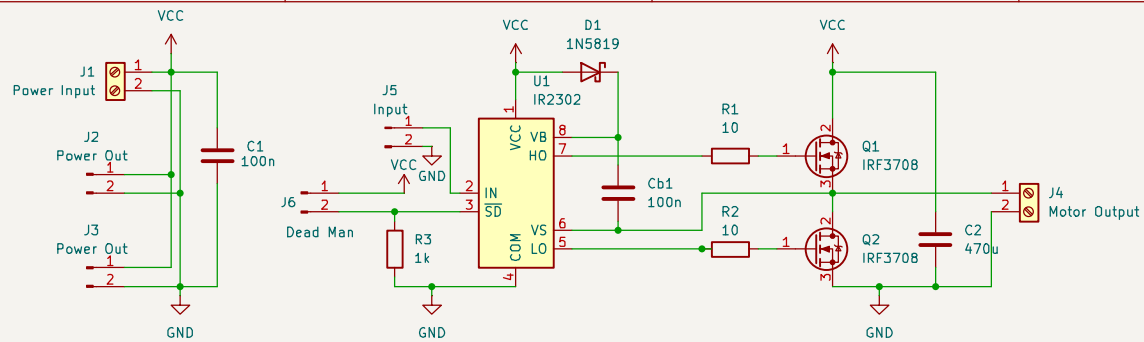 VCC
J1
Power Input
1
2
J2
Power Out
1
2
J3
Power Out
1
2
C1
100n
GND
J5
Input
1
2
GND
VCC
J6
1
2
Dead Man
R3
1k
GND
VCC
D1
1N5819
U1
IR2302
1
VCC
VB
8
HO
7
2
IN
3
SD
VS
6
LO
5
COM
4
Cb1
100n
R1
10
R2
10
VCC
2
1
3
Q1
IRF3708
2
1
3
Q2
IRF3708
C2
470u
GND
1
2
J4
Motor Output